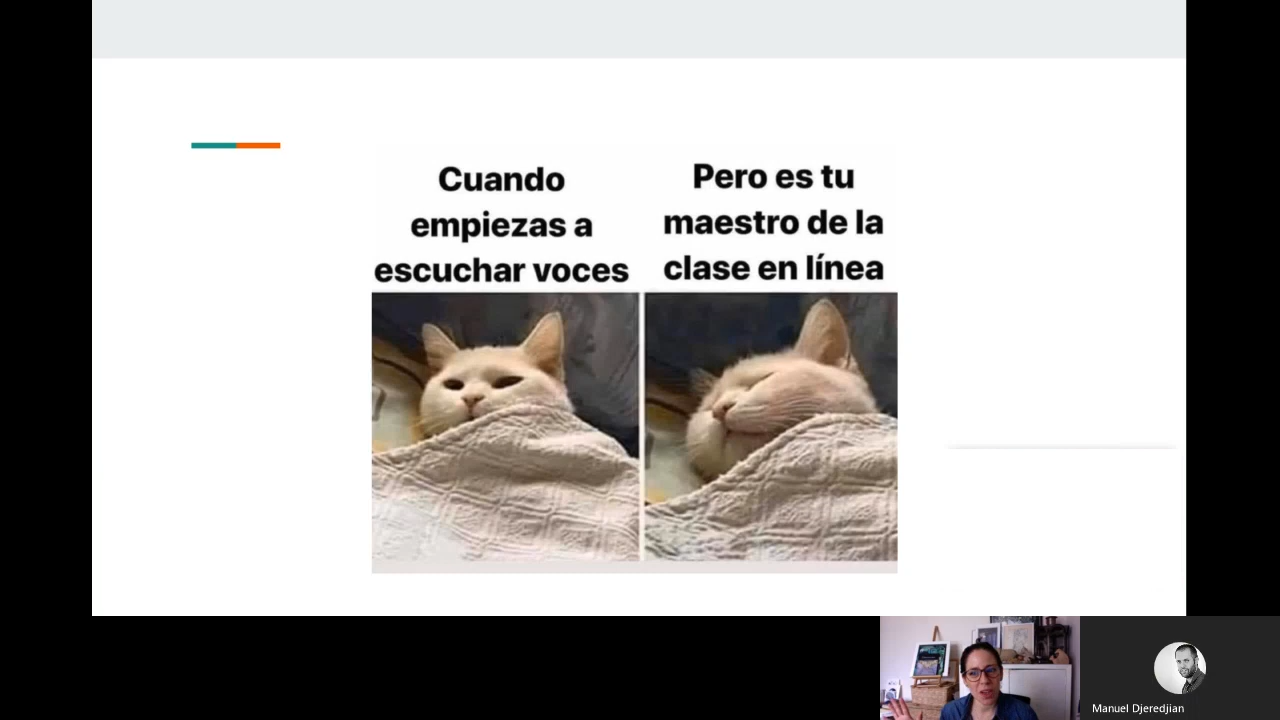 Cuando
empiezas a
escuchar voces
Pero es tu
maestro de la
clase en línea
Manuel Djeredjian